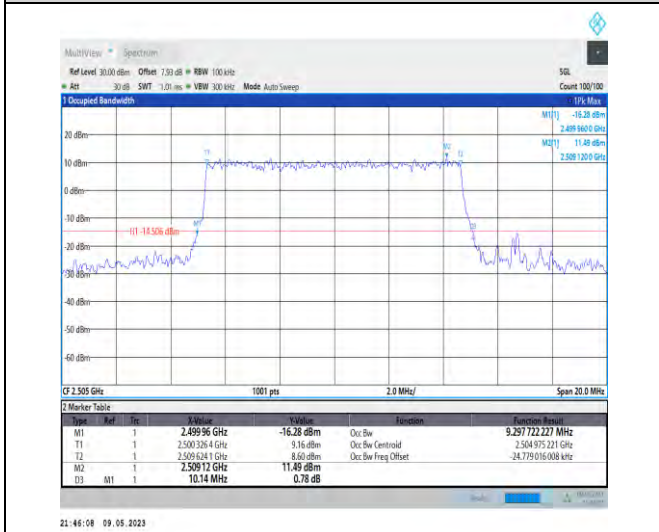 MultiView Spectrum
Ref Level 30.00 dBm Offset 7.93 dB RBW 100 kHz SGL
Att 30 dB SWT 1.01 ms VBW 300 kHz Mode Auto Sweep Count 100/100
1 Occupied Bandwidth 1Pk Max
M1[1] -16.28 dBm
2.499 960 0 GHz
20 dBm M2[1] 11.49 dBm
2.509 120 0 GHz
M2
T1 T2
10 dBm
0 dBm
-10 dBm
M1
H1 -14.506 dBm
-20 dBm
-30 dBm
-40 dBm
-50 dBm
-60 dBm
CF 2.505 GHz 1001 pts 2.0 MHz/ Span 20.0 MHz
2 Marker Table
Type Ref Trc X-Value Y-Value Function Function Result
M1 1 2.499 96 GHz -16.28 dBm Occ Bw 9.297 722 227 MHz
T1 1 2.500 326 4 GHz 9.16 dBm Occ Bw Centroid 2.504 975 221 GHz
T2 1 2.509 624 1 GHz 8.60 dBm Occ Bw Freq Offset -24.779 016 008 kHz
M2 1 2.509 12 GHz 11.49 dBm
D3 M1 1 10.14 MHz 0.78 dB
21:46:08 09.05.2023